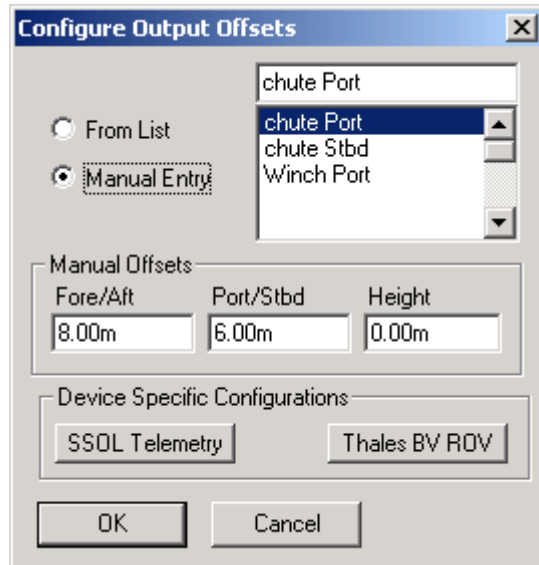 Configure Output Offsets
chute Port
From List
Manual Entry
chute Port
chute Stbd
Winch Port
Manual Offsets
Fore/Aft Port/Stbd Height
8.00m 6.00m 0.00m
Device Specific Configurations
SSOL Telemetry Thales BV ROV
OK Cancel